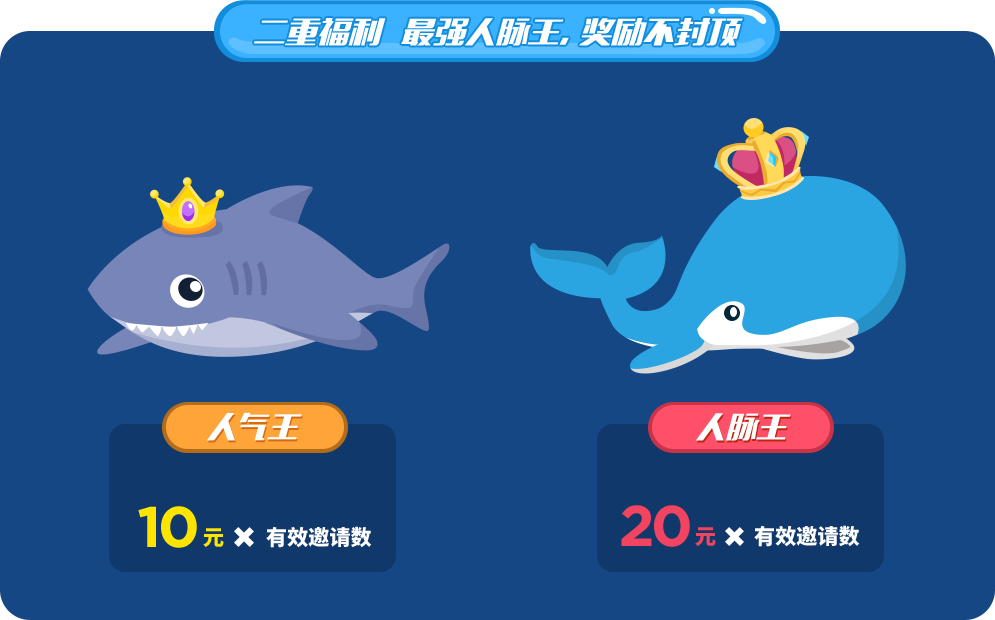 二重福利 最强人脉王, 奖励不封顶
人气王
10元 × 有效邀请数
人脉王
20元 × 有效邀请数